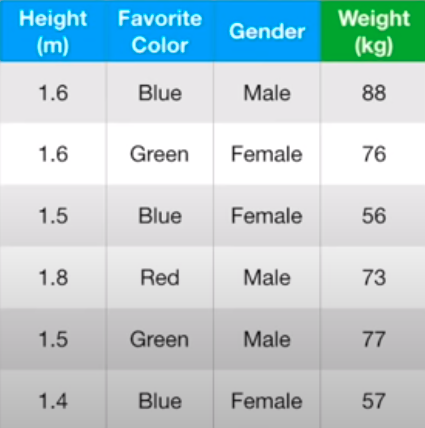 Height (m) Favorite Color Gender Weight (kg)
1.6 Blue Male 88
1.6 Green Female 76
1.5 Blue Female 56
1.8 Red Male 73
1.5 Green Male 77
1.4 Blue Female 57